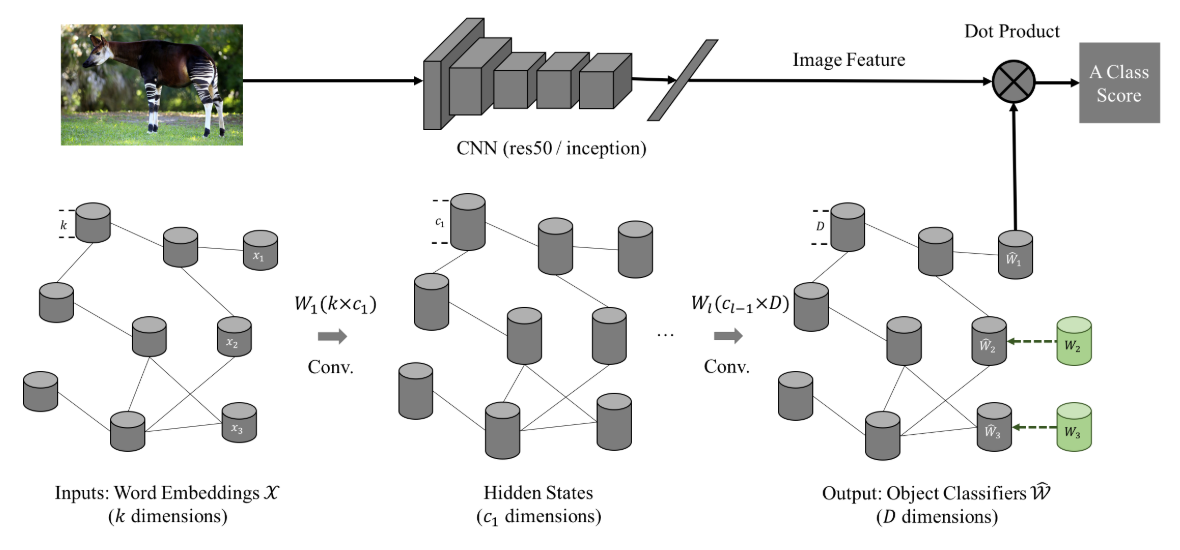 Dot Product
Image Feature
A Class
Score
CNN (res50 / inception)
k
x₁
x₂
x₃
W₁(k×c₁)
Conv.
c₁
...
Wₗ(cₗ₋₁×D)
Conv.
D
Ŵ₁
Ŵ₂
W₂
Ŵ₃
W₃
Inputs: Word Embeddings 𝒳
(k dimensions)
Hidden States
(c₁ dimensions)
Output: Object Classifiers 𝒲̂
(D dimensions)